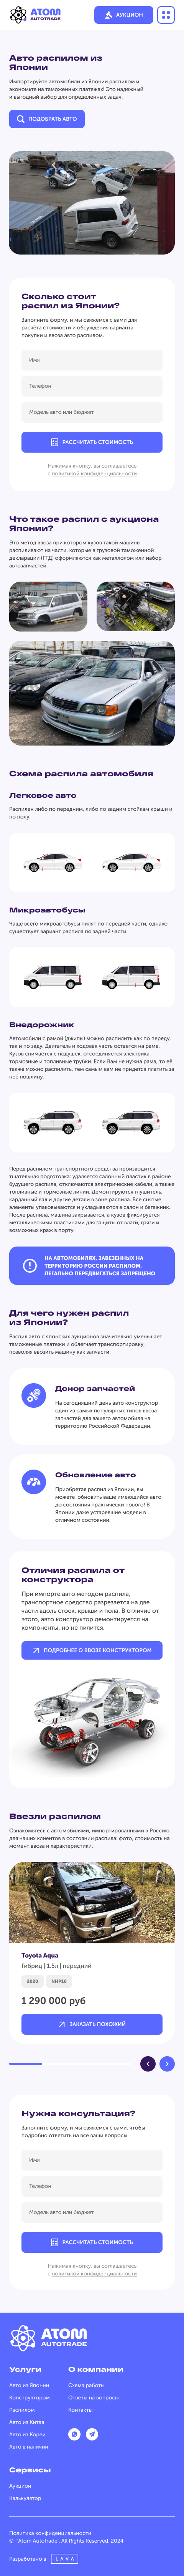 ATOM
AUTOTRADE
АУКЦИОН
Авто распилом из
Японии
Импортируйте автомобили из Японии распилом и
экономьте на таможенных платежах! Это надежный
и выгодный выбор для определенных задач.
ПОДОБРАТЬ АВТО
Сколько стоит
распил из Японии?
Заполните форму, и мы свяжемся с вами для
расчёта стоимости и обсуждения варианта
покупки и ввоза авто распилом.
Имя
Телефон
Модель авто или бюджет
РАССЧИТАТЬ СТОИМОСТЬ
Нажимая кнопку, вы соглашаетесь
с политикой конфиденциальности
Что такое распил с аукциона
Японии?
Это метод ввоза при котором кузов такой машины
распиливают на части, которые в грузовой таможенной
декларации (ГТД) оформляются как металлолом или набор
автозапчастей.
Схема распила автомобиля
Легковое авто
Распилен либо по передним, либо по задним стойкам крыши и
по полу.
Микроавтобусы
Чаще всего микроавтобусы пилят по передней части, однако
существует вариант распила по задней части.
Внедорожник
Автомобили с рамой (джипы) можно распилить как по переду,
так и по заду. Двигатель и ходовая часть остается на раме.
Кузов снимается с подушек, отсоединяется электрика,
тормозные и топливные трубки. Если Вам не нужна рама, то её
также можно распилить, тем самым вам не придется платить за
неё пошлину.
Перед распилом транспортного средства производится
тщательная подготовка: удаляется салонный пластик в районе
будущего распила, отключаются электрические кабели, а также
топливные и тормозные линии. Демонтируются глушитель,
карданный вал и другие детали в зоне распила. Все снятые
элементы упаковываются и укладываются в салон и багажник.
После распила, машина закрывается, а кузов фиксируется
металлическими пластинами для защиты от влаги, грязи и
возможных краж в порту.
НА АВТОМОБИЛЯХ, ЗАВЕЗЕННЫХ НА
ТЕРРИТОРИЮ РОССИИ РАСПИЛОМ,
ЛЕГАЛЬНО ПЕРЕДВИГАТЬСЯ ЗАПРЕЩЕНО
Для чего нужен распил
из Японии?
Распил авто с японских аукционов значительно уменьшает
таможенные платежи и облегчает транспортировку,
позволяя ввозить машину как запчасти.
Донор запчастей
На сегодняшний день авто конструктор
один из самых популярных типов ввоза
запчастей для вашего автомобиля на
территорию Российской Федерации.
Обновление авто
Приобретая распил из Японии, вы
можете обновить ваше имеющийся авто
до состояния практически нового! В
Японии даже устаревшие модели в
отличном состоянии.
Отличия распила от
конструктора
При импорте авто методом распила,
транспортное средство разрезается на две
части вдоль стоек, крыши и пола. В отличие от
этого, авто конструктор демонтируется на
компоненты, но не пилится.
ПОДРОБНЕЕ О ВВОЗЕ КОНСТРУКТОРОМ
Ввезли распилом
Ознакомьтесь с автомобилями, импортированными в Россию
для наших клиентов в состоянии распила: фото, стоимость на
момент ввоза и характеристики.
Toyota Aqua
Гибрид | 1.5л | передний
2020 NHP10
1 290 000 руб
ЗАКАЗАТЬ ПОХОЖИЙ
Нужна консультация?
Заполните форму, и мы свяжемся с вами, чтобы
подробно ответить на все ваши вопросы.
Имя
Телефон
Модель авто или бюджет
РАССЧИТАТЬ СТОИМОСТЬ
Нажимая кнопку, вы соглашаетесь
с политикой конфиденциальности
ATOM
AUTOTRADE
Услуги
Авто из Японии
Конструктором
Распилом
Авто из Китая
Авто из Кореи
Авто в наличии
О компании
Схема работы
Ответы на вопросы
Контакты
Сервисы
Аукцион
Калькулятор
Политика конфиденциальности
© "Atom Autotrade". All Rights Reserved. 2024
Разработано в LAVA